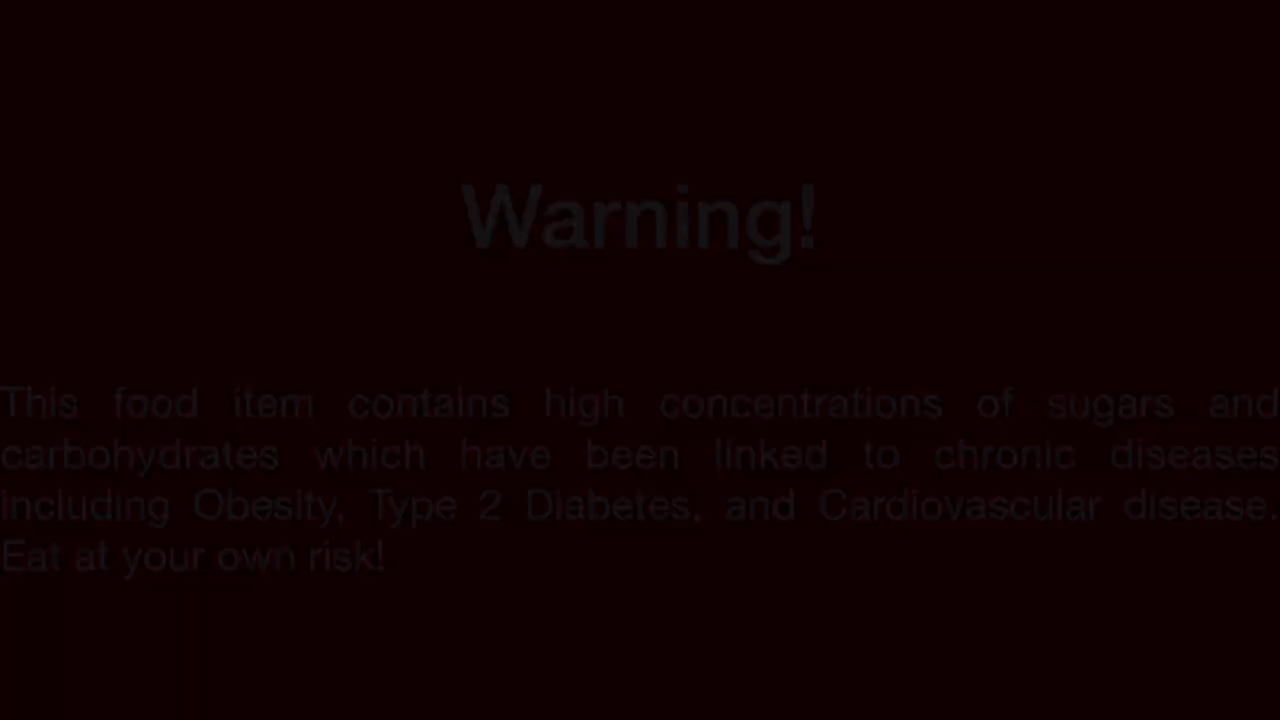 Warning!
This food item contains high concentrations of sugars and
carbohydrates which have been linked to chronic diseases
including Obesity, Type 2 Diabetes, and Cardiovascular disease.
Eat at your own risk!